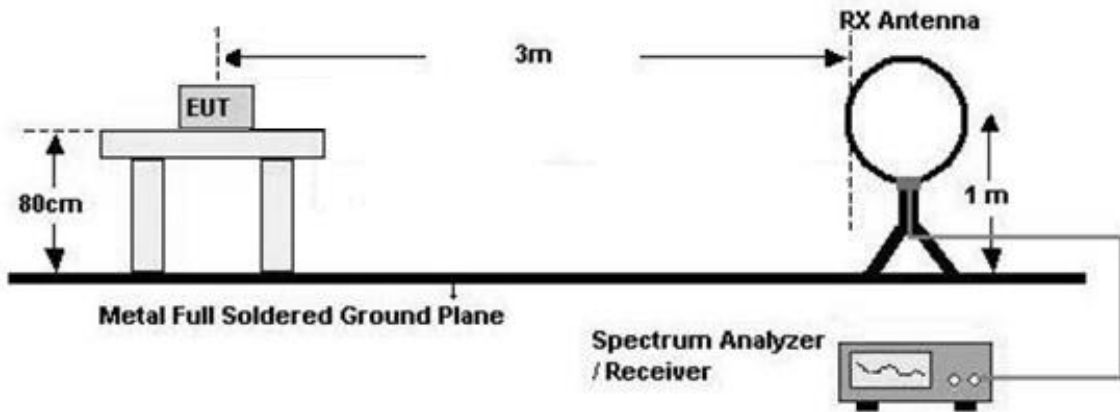 RX Antenna
3m
EUT
80cm
1 m
Metal Full Soldered Ground Plane
Spectrum Analyzer
/ Receiver